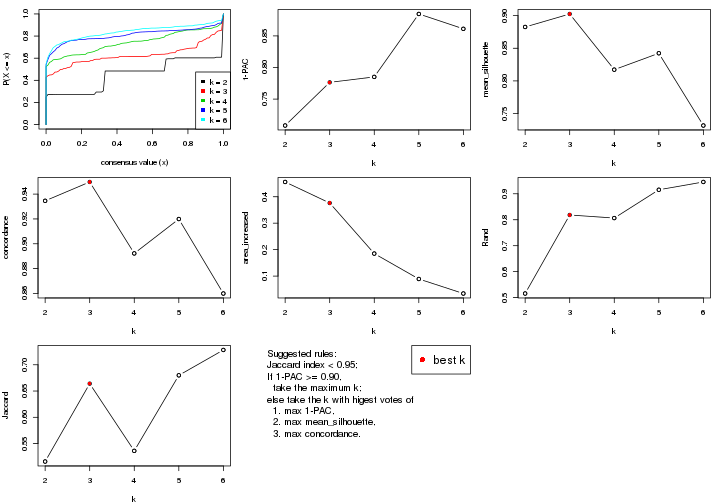 P(X <= x)
0.0 0.2 0.4 0.6 0.8 1.0
k = 2
k = 3
k = 4
k = 5
k = 6
0.0 0.2 0.4 0.6 0.8 1.0
consensus value (x)
1-PAC
0.75 0.80 0.85
2 3 4 5 6
k
mean_silhouette
0.75 0.80 0.85 0.90
2 3 4 5 6
k
concordance
0.86 0.88 0.90 0.92 0.94
2 3 4 5 6
k
area_increased
0.1 0.2 0.3 0.4
2 3 4 5 6
k
Rand
0.5 0.6 0.7 0.8 0.9
2 3 4 5 6
k
Jaccard
0.55 0.60 0.65 0.70
2 3 4 5 6
k
Suggested rules:
Jaccard index < 0.95;
If 1-PAC >= 0.90,
take the maximum k;
else take the k with higest votes of
1. max 1-PAC,
2. max mean_silhouette,
3. max concordance.
best k